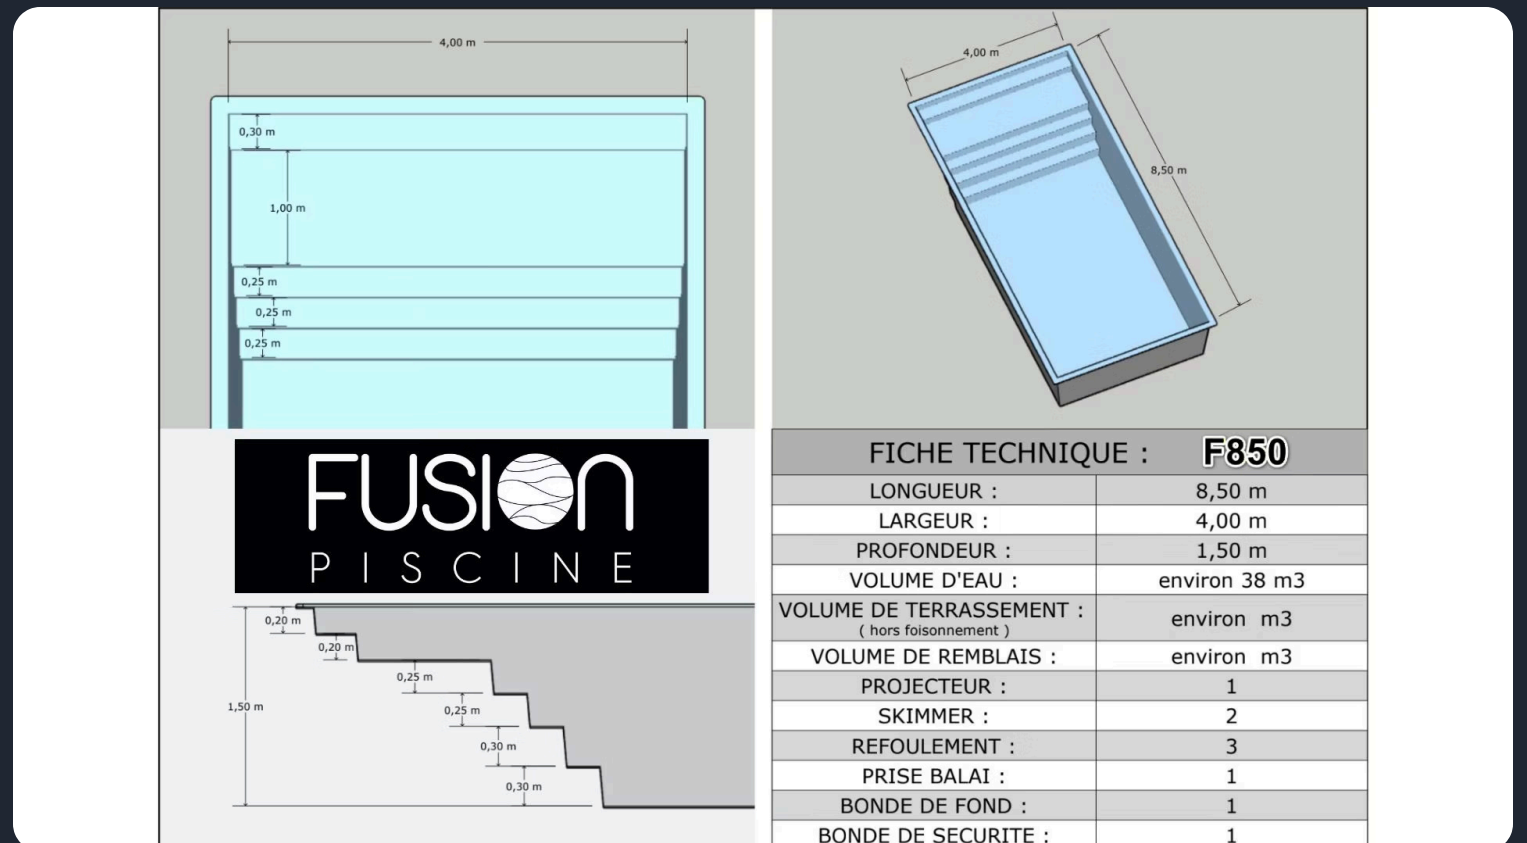 4,00 m
0,30 m
1,00 m
0,25 m
0,25 m
0,25 m
4,00 m
8,50 m
FUSION
PISCINE
0,20 m
0,20 m
0,25 m
0,25 m
0,30 m
0,30 m
1,50 m
FICHE TECHNIQUE : F850
LONGUEUR : 8,50 m
LARGEUR : 4,00 m
PROFONDEUR : 1,50 m
VOLUME D'EAU : environ 38 m3
VOLUME DE TERRASSEMENT : environ m3
( hors foisonnement )
VOLUME DE REMBLAIS : environ m3
PROJECTEUR : 1
SKIMMER : 2
REFOULEMENT : 3
PRISE BALAI : 1
BONDE DE FOND : 1
BONDE DE SECURITE : 1